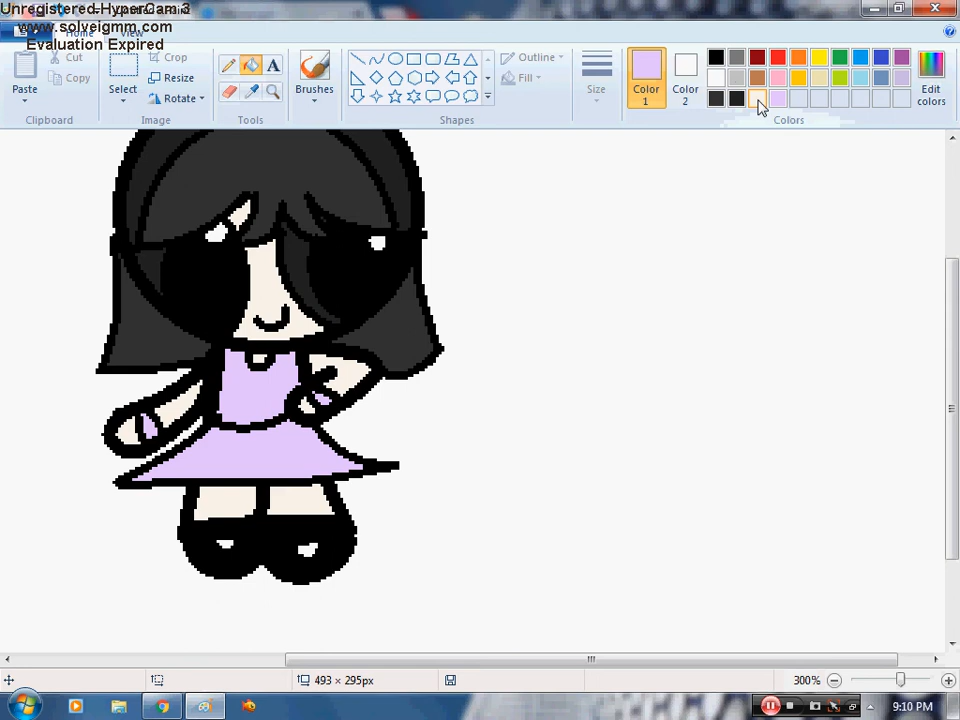 Unregistered HyperCam 3
www.solveigmm.com
Evaluation Expired
View
Paste
Cut
Copy
Clipboard
Select
Crop
Resize
Rotate
Image
Tools
Brushes
Shapes
Outline
Fill
Size
Color 1
Color 2
Colors
Edit colors
493 × 295px
300%
9:10 PM